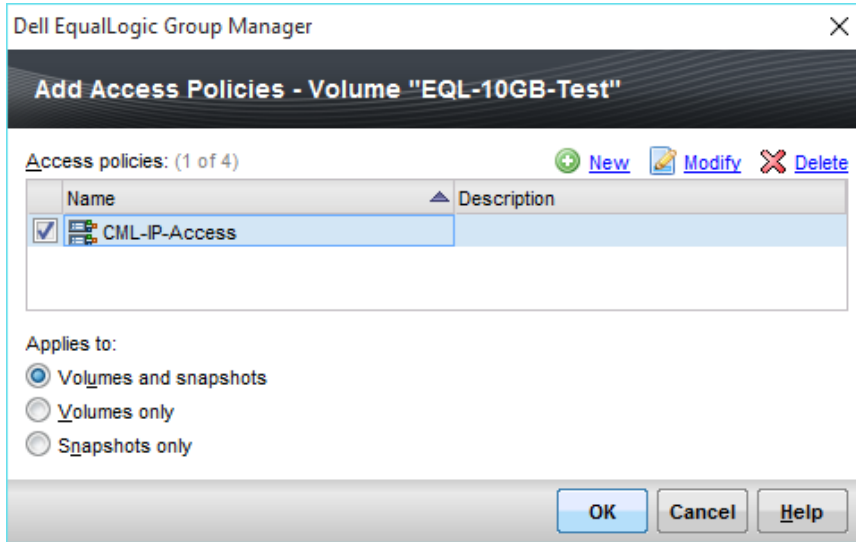 Dell EqualLogic Group Manager
Add Access Policies - Volume "EQL-10GB-Test"
Access policies: (1 of 4) New Modify Delete
Name Description
CML-IP-Access
Applies to:
Volumes and snapshots
Volumes only
Snapshots only
OK Cancel Help